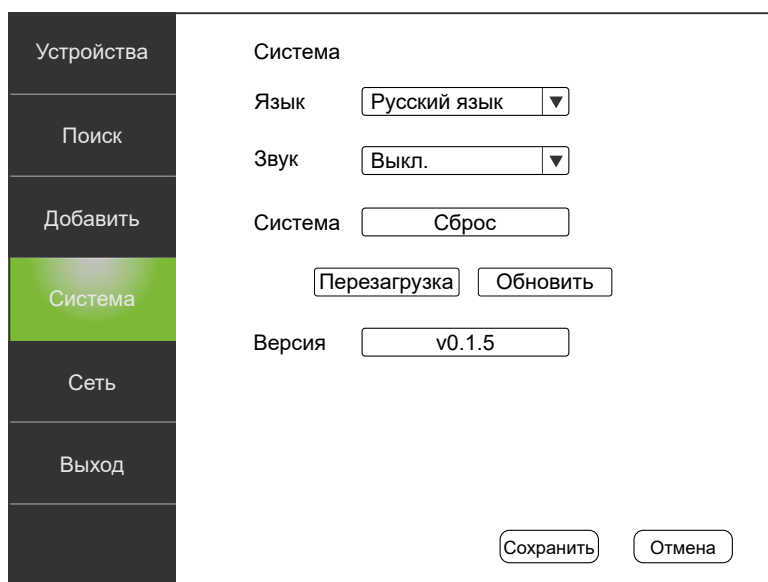 Устройства
Поиск
Добавить
Система
Сеть
Выход
Система
Язык Русский язык
Звук Выкл.
Система Сброс
Перезагрузка Обновить
Версия v0.1.5
Сохранить Отмена